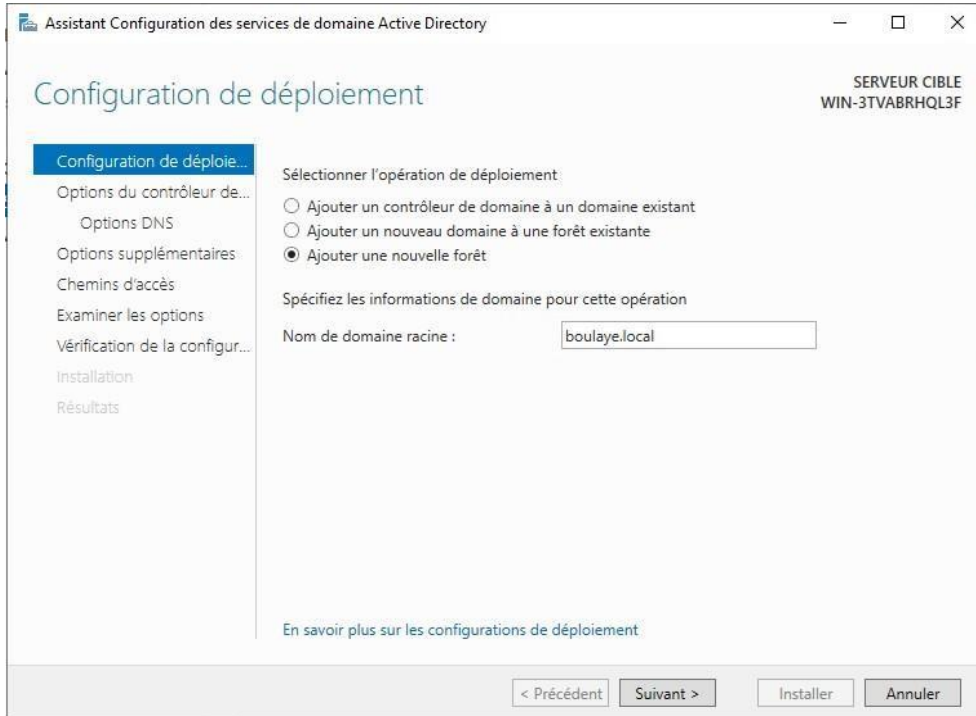 Assistant Configuration des services de domaine Active Directory
Configuration de déploiement
SERVEUR CIBLE
WIN-3TVABRHQL3F
Configuration de déploie...
Options du contrôleur de...
Options DNS
Options supplémentaires
Chemins d'accès
Examiner les options
Vérification de la configur...
Installation
Résultats
Sélectionner l'opération de déploiement
Ajouter un contrôleur de domaine à un domaine existant
Ajouter un nouveau domaine à une forêt existante
Ajouter une nouvelle forêt
Spécifiez les informations de domaine pour cette opération
Nom de domaine racine : boulaye.local
En savoir plus sur les configurations de déploiement
< Précédent Suivant > Installer Annuler